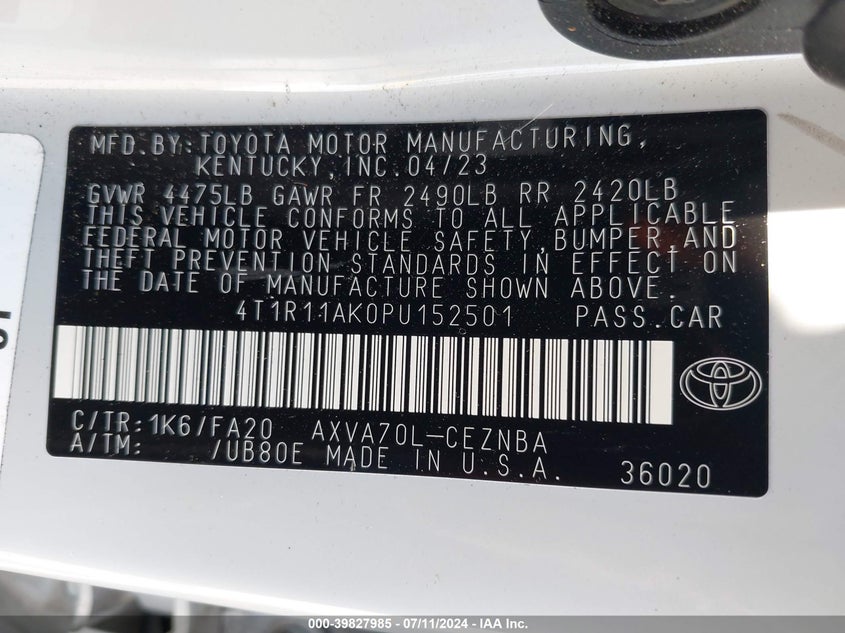 MFD.BY:TOYOTA MOTOR MANUFACTURING,
KENTUCKY,INC.04/23
GVWR 4475LB GAWR FR 2490LB RR 2420LB
THIS VEHICLE CONFORMS TO ALL APPLICABLE
FEDERAL MOTOR VEHICLE SAFETY,BUMPER,AND
THEFT PREVENTION STANDARDS IN EFFECT ON
THE DATE OF MANUFACTURE SHOWN ABOVE.
4T1R11AK0PU152501 PASS.CAR
C/TR:1K6/FA20 AXVA70L-CEZNBA
A/TM: /UB80E MADE IN U.S.A. 36020
000-39827985 - 07/11/2024 - IAA Inc.